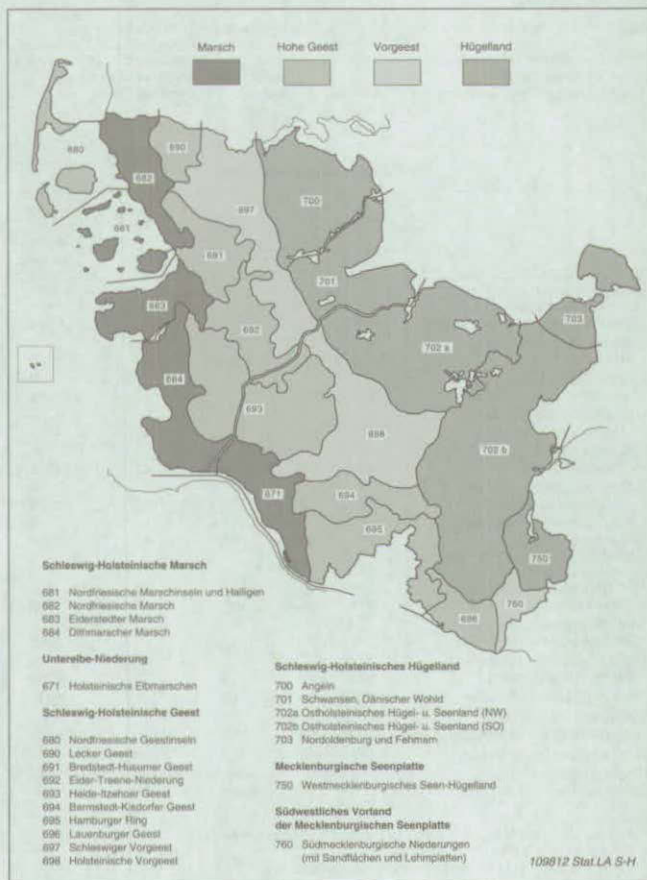 Marsch Hohe Geest Vorgeest Hügelland
680
690
682
697
700
681
691
701
703
683
692
702 a
684
693
698
702 b
671
694
695
750
760
696
Schleswig-Holsteinische Marsch
681 Nordfriesische Marschinseln und Halligen
682 Nordfriesische Marsch
683 Eiderstedter Marsch
684 Dithmarscher Marsch
Unterelbe-Niederung
671 Holsteinische Elbmarschen
Schleswig-Holsteinische Geest
680 Nordfriesische Geestinseln
690 Lecker Geest
691 Bredstedt-Husumer Geest
692 Eider-Treene-Niederung
693 Heide-Itzehoer Geest
694 Barmstedt-Kisdorfer Geest
695 Hamburger Ring
696 Lauenburger Geest
697 Schleswiger Vorgeest
698 Holsteinische Vorgeest
Schleswig-Holsteinisches Hügelland
700 Angeln
701 Schwansen, Dänischer Wohld
702a Ostholsteinisches Hügel- u. Seenland (NW)
702b Ostholsteinisches Hügel- u. Seenland (SO)
703 Nordoldenburg und Fehmarn
Mecklenburgische Seenplatte
750 Westmecklenburgisches Seen-Hügelland
Südwestliches Vorland
der Mecklenburgischen Seenplatte
760 Südmecklenburgische Niederungen
(mit Sandflächen und Lehmplatten)
109812 Stat.LA S-H